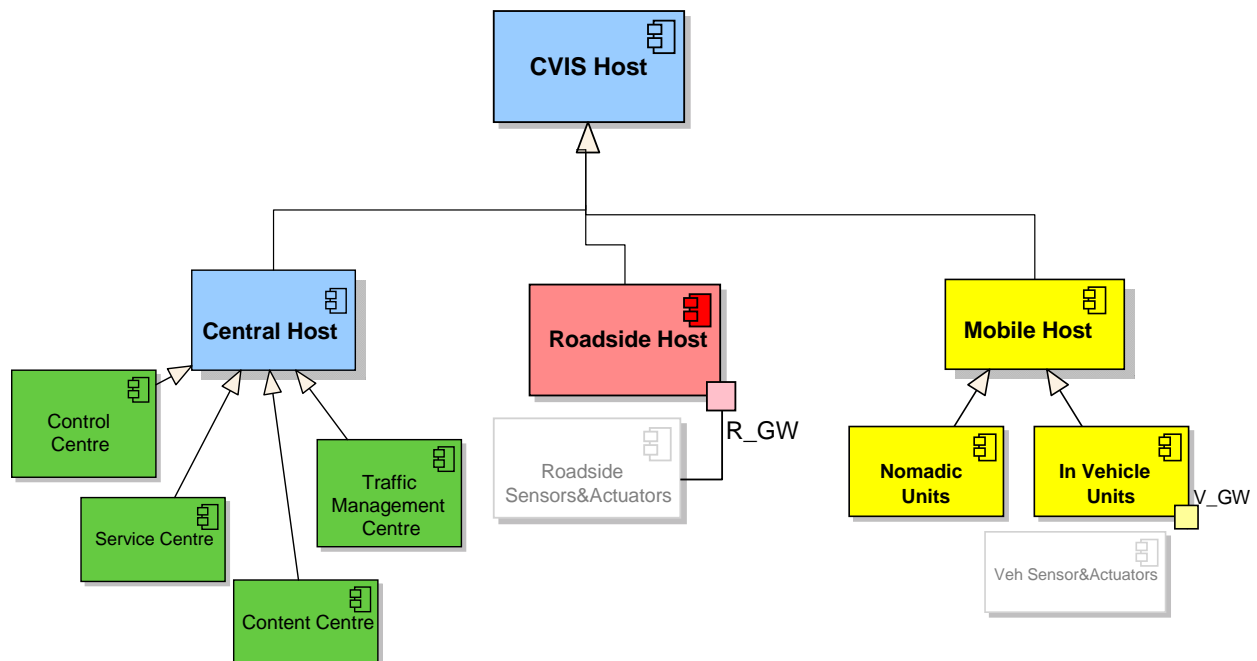 CVIS Host
Central Host
Roadside Host
Mobile Host
Control
Centre
Service Centre
Content Centre
Traffic
Management
Centre
R_GW
Roadside
Sensors&Actuators
Nomadic
Units
In Vehicle
Units
V_GW
Veh Sensor&Actuators